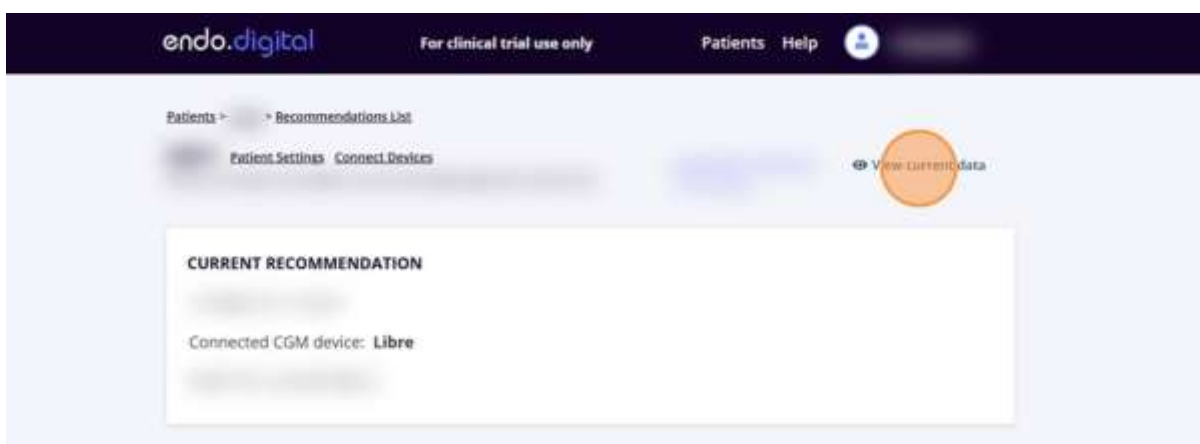 endo.digital For clinical trial use only Patients Help
Patients > > Recommendations List
Patient Settings Connect Devices
View current data
CURRENT RECOMMENDATION
Connected CGM device: Libre